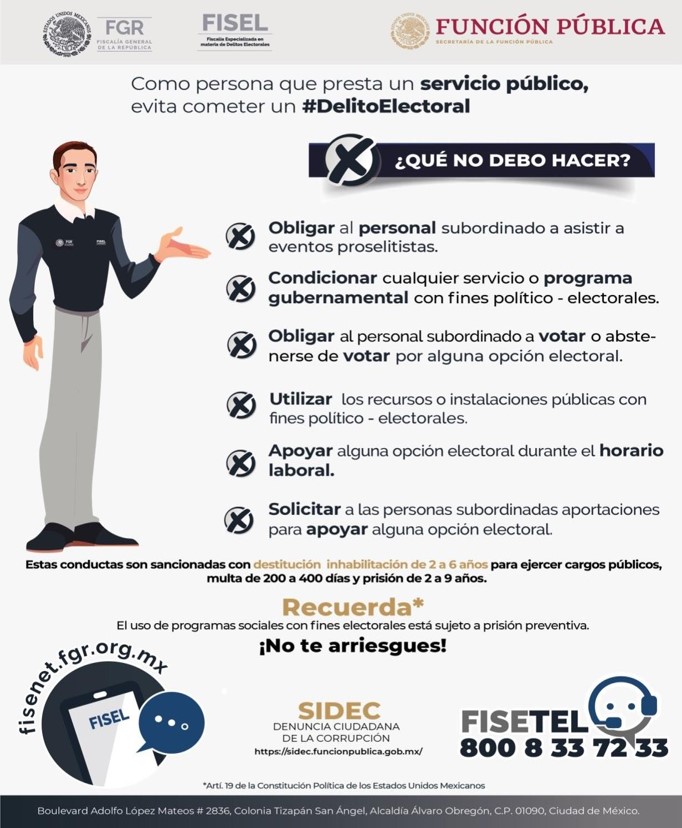 FGR
FISCALÍA GENERAL
DE LA REPÚBLICA
FISEL
Fiscalía Especializada en
materia de Delitos Electorales
FUNCIÓN PÚBLICA
SECRETARÍA DE LA FUNCIÓN PÚBLICA
Como persona que presta un servicio público,
evita cometer un #DelitoElectoral
¿QUÉ NO DEBO HACER?
Obligar al personal subordinado a asistir a
eventos proselitistas.
Condicionar cualquier servicio o programa
gubernamental con fines político - electorales.
Obligar al personal subordinado a votar o abste-
nerse de votar por alguna opción electoral.
Utilizar los recursos o instalaciones públicas con
fines político - electorales.
Apoyar alguna opción electoral durante el horario
laboral.
Solicitar a las personas subordinadas aportaciones
para apoyar alguna opción electoral.
FGR
FISEL
Estas conductas son sancionadas con destitución inhabilitación de 2 a 6 años para ejercer cargos públicos,
multa de 200 a 400 días y prisión de 2 a 9 años.
Recuerda*
El uso de programas sociales con fines electorales está sujeto a prisión preventiva.
¡No te arriesgues!
fisenet.fgr.org.mx
FISEL
SIDEC
DENUNCIA CIUDADANA
DE LA CORRUPCIÓN
https://sidec.funcionpublica.gob.mx/
FISETEL
800 8 33 72 33
*Artí. 19 de la Constitución Política de los Estados Unidos Mexicanos
Boulevard Adolfo López Mateos # 2836, Colonia Tizapán San Ángel, Alcaldía Álvaro Obregón, C.P. 01090, Ciudad de México.